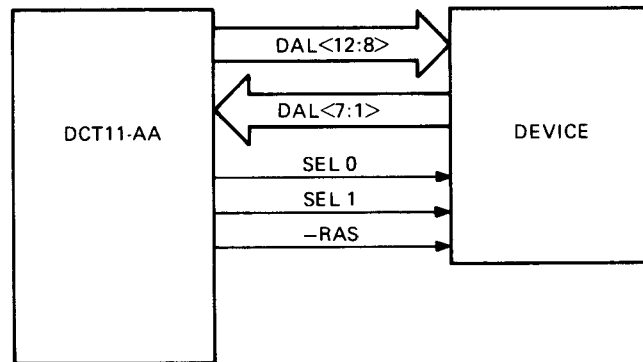 DAL<12:8>
DAL<7:1>
DCT11-AA
DEVICE
SEL 0
SEL 1
—RAS